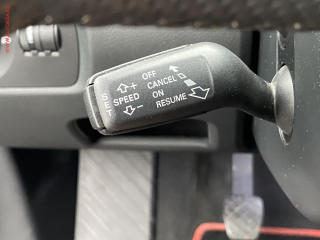 OFF
CANCEL
SPEED + ON
- RESUME
SET